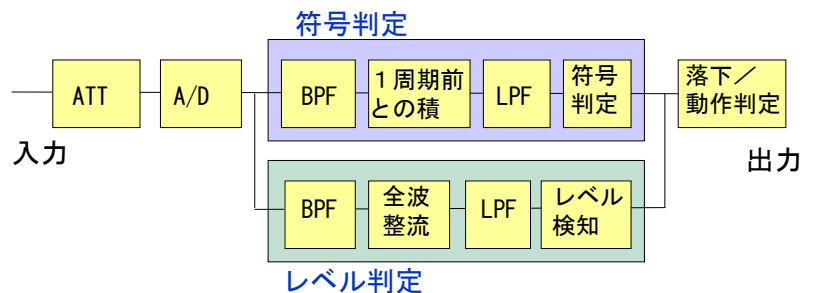 符号判定
入力
ATT
A/D
BPF
１周期前
との積
LPF
符号
判定
落下／
動作判定
出力
BPF
全波
整流
LPF
レベル
検知
レベル判定